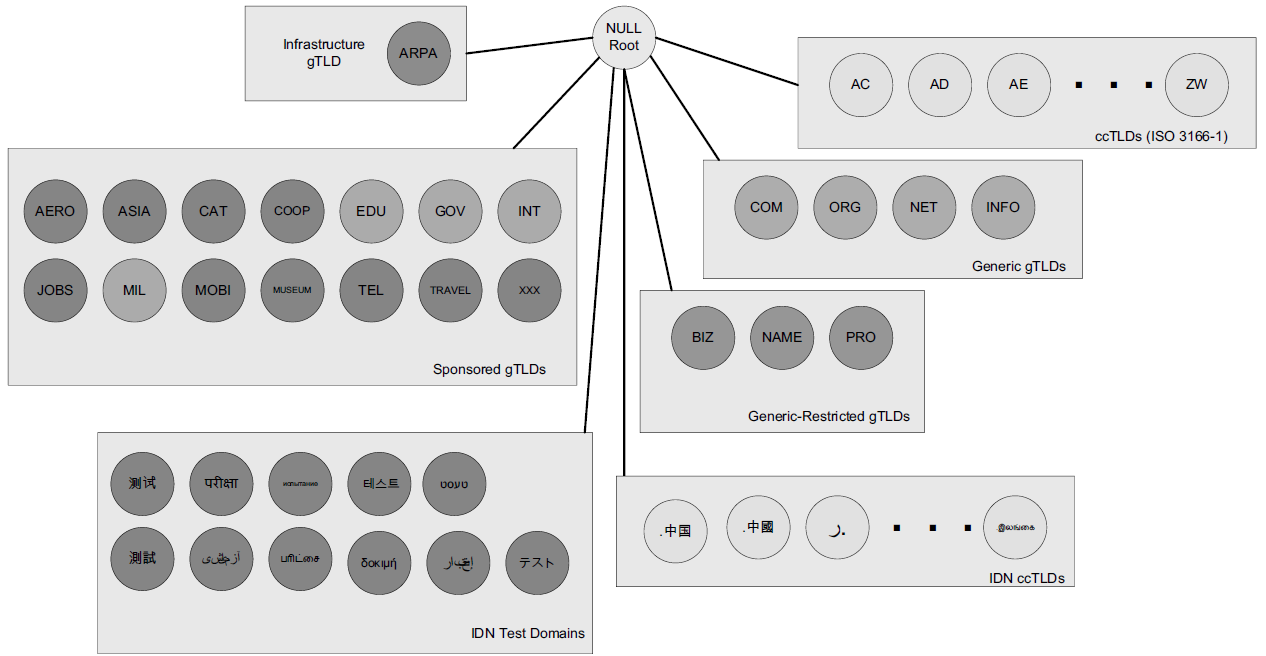 NULL
Root
Infrastructure
gTLD
ARPA
AC
AD
AE
ZW
ccTLDs (ISO 3166-1)
AERO
ASIA
CAT
COOP
EDU
GOV
INT
JOBS
MIL
MOBI
MUSEUM
TEL
TRAVEL
XXX
Sponsored gTLDs
COM
ORG
NET
INFO
Generic gTLDs
BIZ
NAME
PRO
Generic-Restricted gTLDs
测试
परीक्षा
испытание
테스트
טעסט
測試
آزمایشی
பரிட்சை
δοκιμή
إختبار
テスト
IDN Test Domains
.中国
.中國
.இலங்கை
IDN ccTLDs